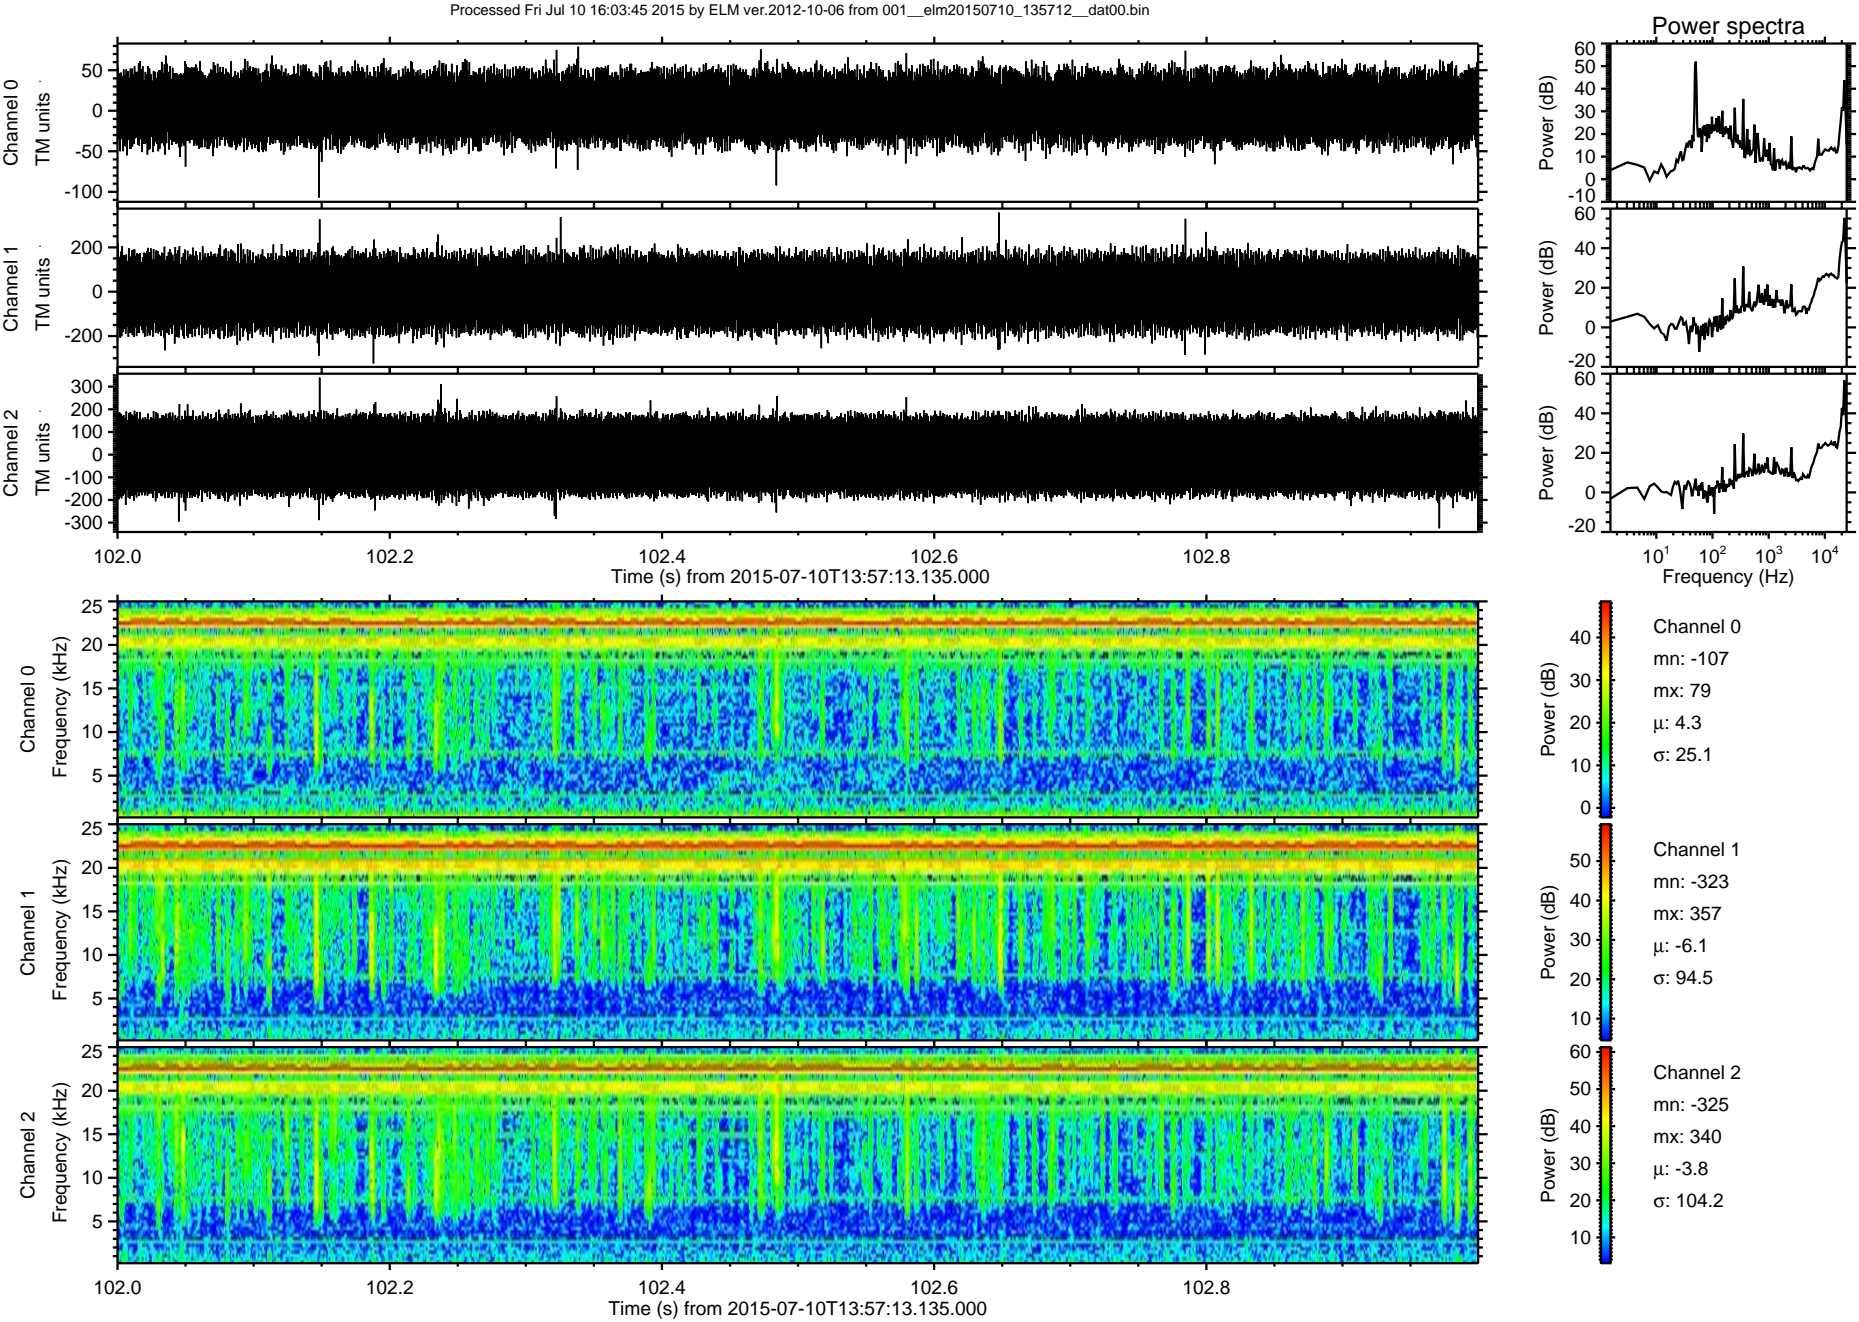 Processed Fri Jul 10 16:03:45 2015 by ELM ver.2012-10-06 from 001__elm20150710_135712__dat00.bin
Power spectra
Channel 0
TM units
50
0
-50
-100
Power (dB)
60
50
40
30
20
10
0
-10
Channel 1
TM units
200
0
-200
Power (dB)
60
40
20
0
-20
Channel 2
TM units
300
200
100
0
-100
-200
-300
Power (dB)
60
40
20
0
-20
102.0 102.2 102.4 102.6 102.8
Time (s) from 2015-07-10T13:57:13.135.000
10^1 10^2 10^3 10^4
Frequency (Hz)
Channel 0
Frequency (kHz)
25
20
15
10
5
Power (dB)
40
30
20
10
0
Channel 0
mn: -107
mx: 79
μ: 4.3
σ: 25.1
Channel 1
Frequency (kHz)
25
20
15
10
5
Power (dB)
50
40
30
20
10
Channel 1
mn: -323
mx: 357
μ: -6.1
σ: 94.5
Channel 2
Frequency (kHz)
25
20
15
10
5
Power (dB)
60
50
40
30
20
10
Channel 2
mn: -325
mx: 340
μ: -3.8
σ: 104.2
102.0 102.2 102.4 102.6 102.8
Time (s) from 2015-07-10T13:57:13.135.000